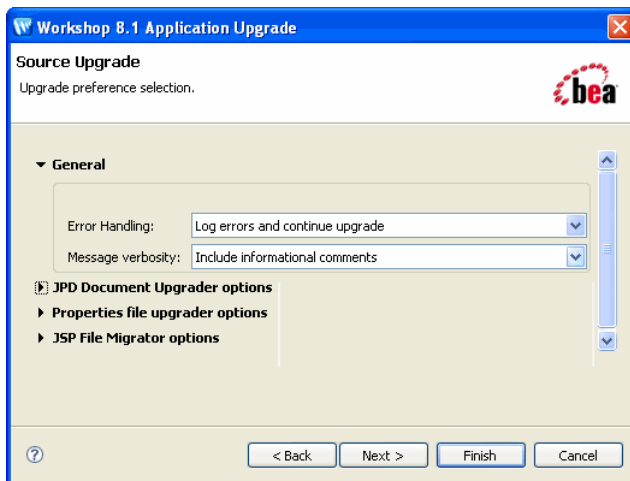 Workshop 8.1 Application Upgrade
Source Upgrade
Upgrade preference selection.
bea
General
Error Handling: Log errors and continue upgrade
Message verbosity: Include informational comments
JPD Document Upgrader options
Properties file upgrader options
JSP File Migrator options
? < Back Next > Finish Cancel